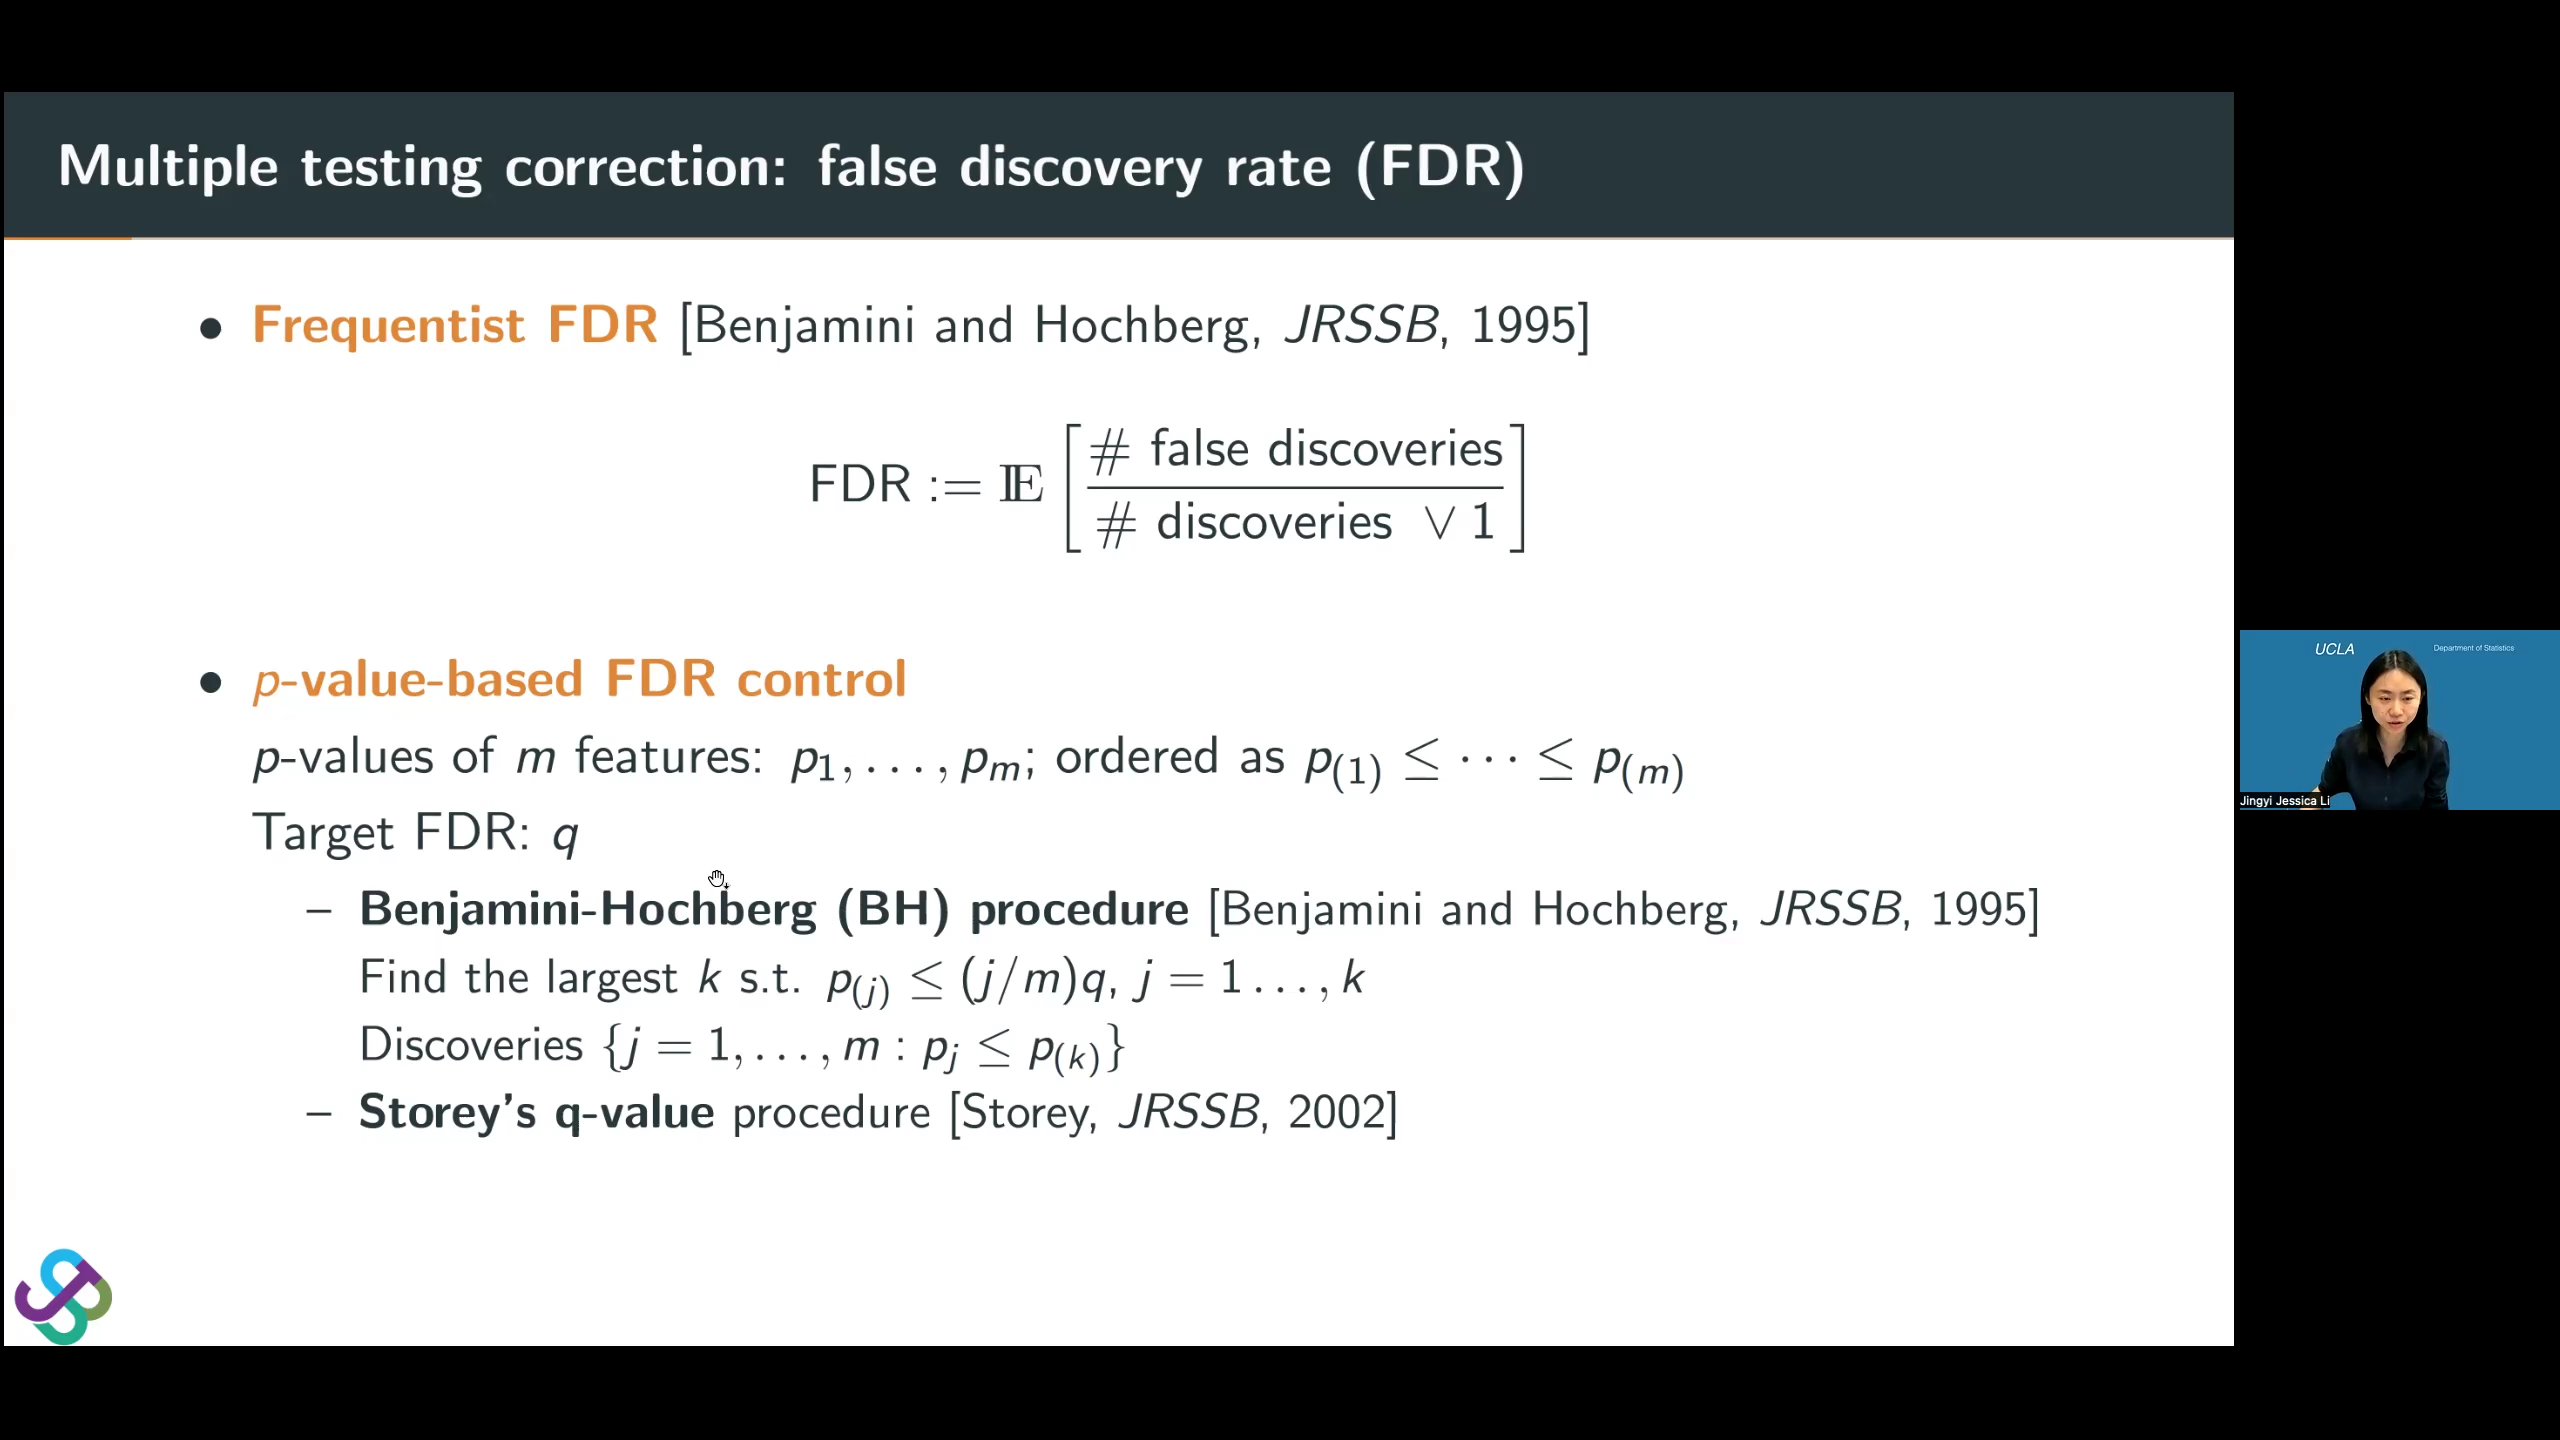 Multiple testing correction: false discovery rate (FDR)
• Frequentist FDR [Benjamini and Hochberg, JRSSB, 1995]
FDR := 𝔼 [ # false discoveries / # discoveries ∨ 1 ]
• p-value-based FDR control
p-values of m features: p₁, . . . , pₘ; ordered as p₍₁₎ ≤ · · · ≤ p₍ₘ₎
Target FDR: q
– Benjamini-Hochberg (BH) procedure [Benjamini and Hochberg, JRSSB, 1995]
Find the largest k s.t. p₍ⱼ₎ ≤ (j/m)q, j = 1 . . . , k
Discoveries {j = 1, . . . , m : pⱼ ≤ p₍ₖ₎}
– Storey's q-value procedure [Storey, JRSSB, 2002]
UCLA
Department of Statistics
Jingyi Jessica Li